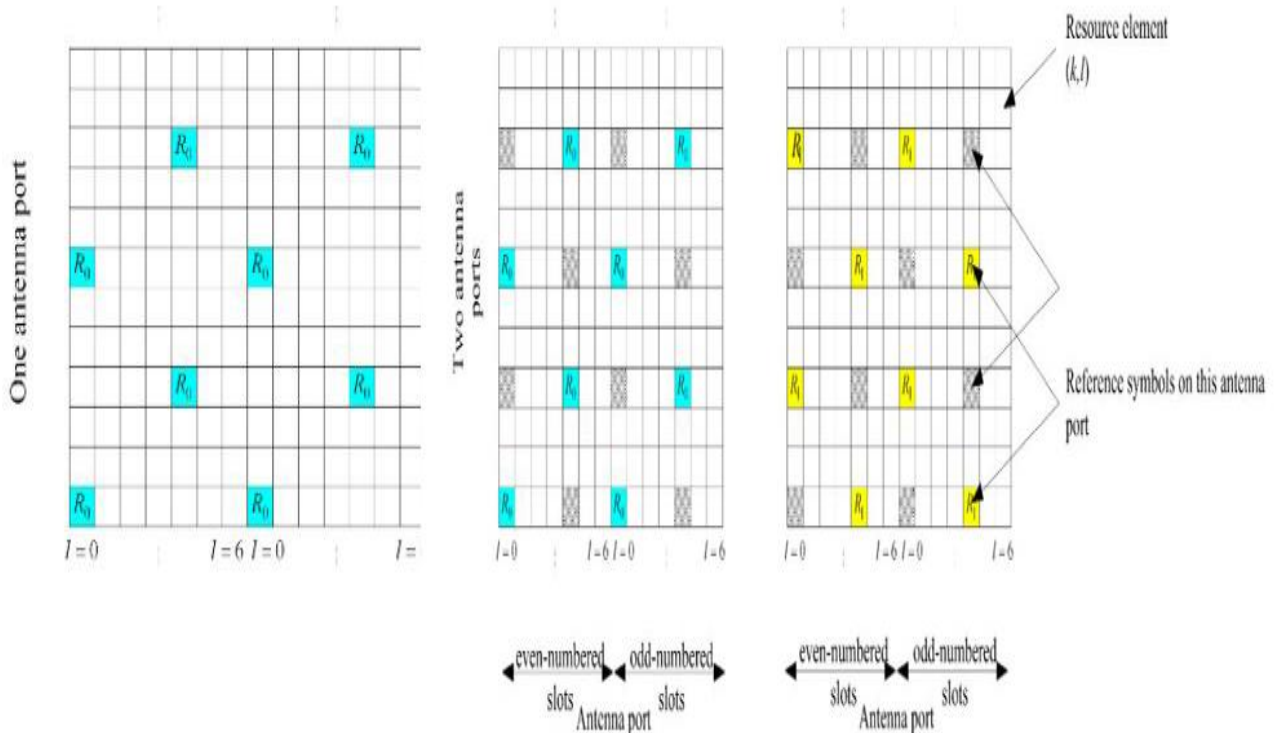 One antenna port
R₀ R₀
R₀ R₀
R₀ R₀
R₀ R₀
l = 0 l = 6 l = 0 l =
Two antenna
ports
R₀ R₀
R₀ R₀
R₀ R₀
R₀ R₀
l = 0 l = 6 l = 0 l = 6
even-numbered odd-numbered
slots slots
Antenna port
R₁ R₁
R₁ R₁
R₁ R₁
R₁ R₁
l = 0 l = 6 l = 0 l = 6
even-numbered odd-numbered
slots slots
Antenna port
Resource element
(k,l)
Reference symbols on this antenna
port